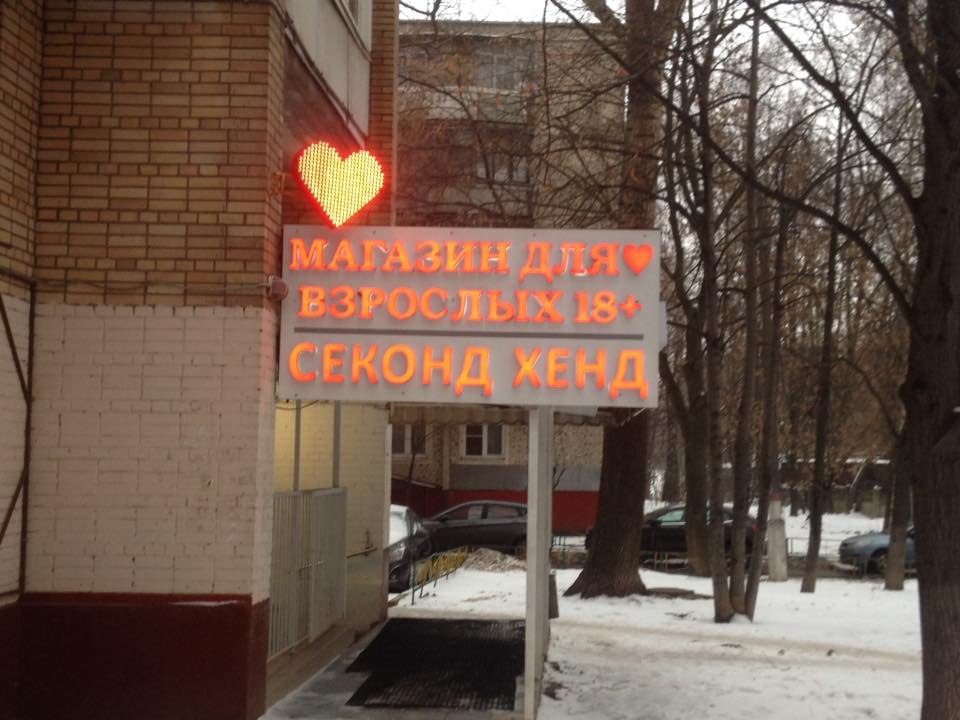 МАГАЗИН ДЛЯ
ВЗРОСЛЫХ 18+
СЕКОНД ХЕНД